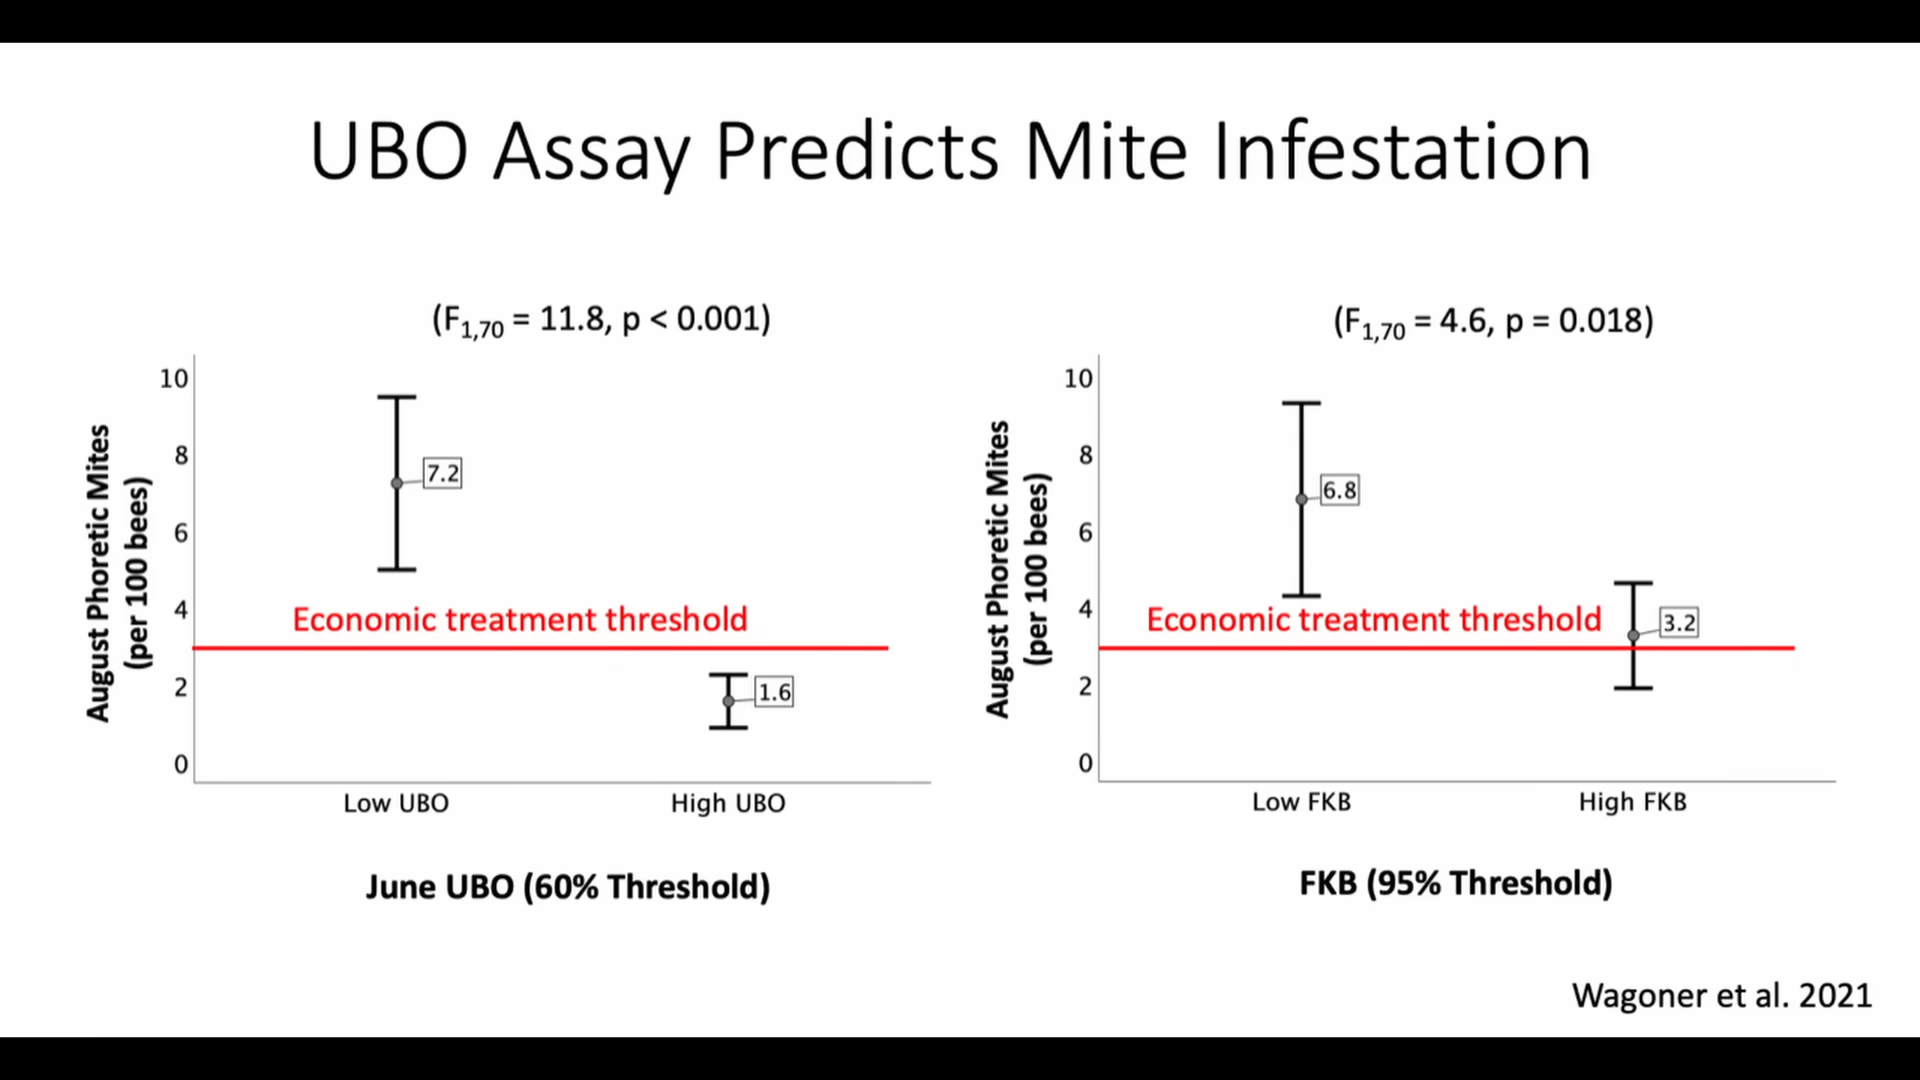 UBO Assay Predicts Mite Infestation
(F1,70 = 11.8, p < 0.001)
10
8
6
4
2
0
August Phoretic Mites
(per 100 bees)
7.2
Economic treatment threshold
1.6
Low UBO
High UBO
June UBO (60% Threshold)
(F1,70 = 4.6, p = 0.018)
10
8
6
4
2
0
August Phoretic Mites
(per 100 bees)
6.8
Economic treatment threshold
3.2
Low FKB
High FKB
FKB (95% Threshold)
Wagoner et al. 2021